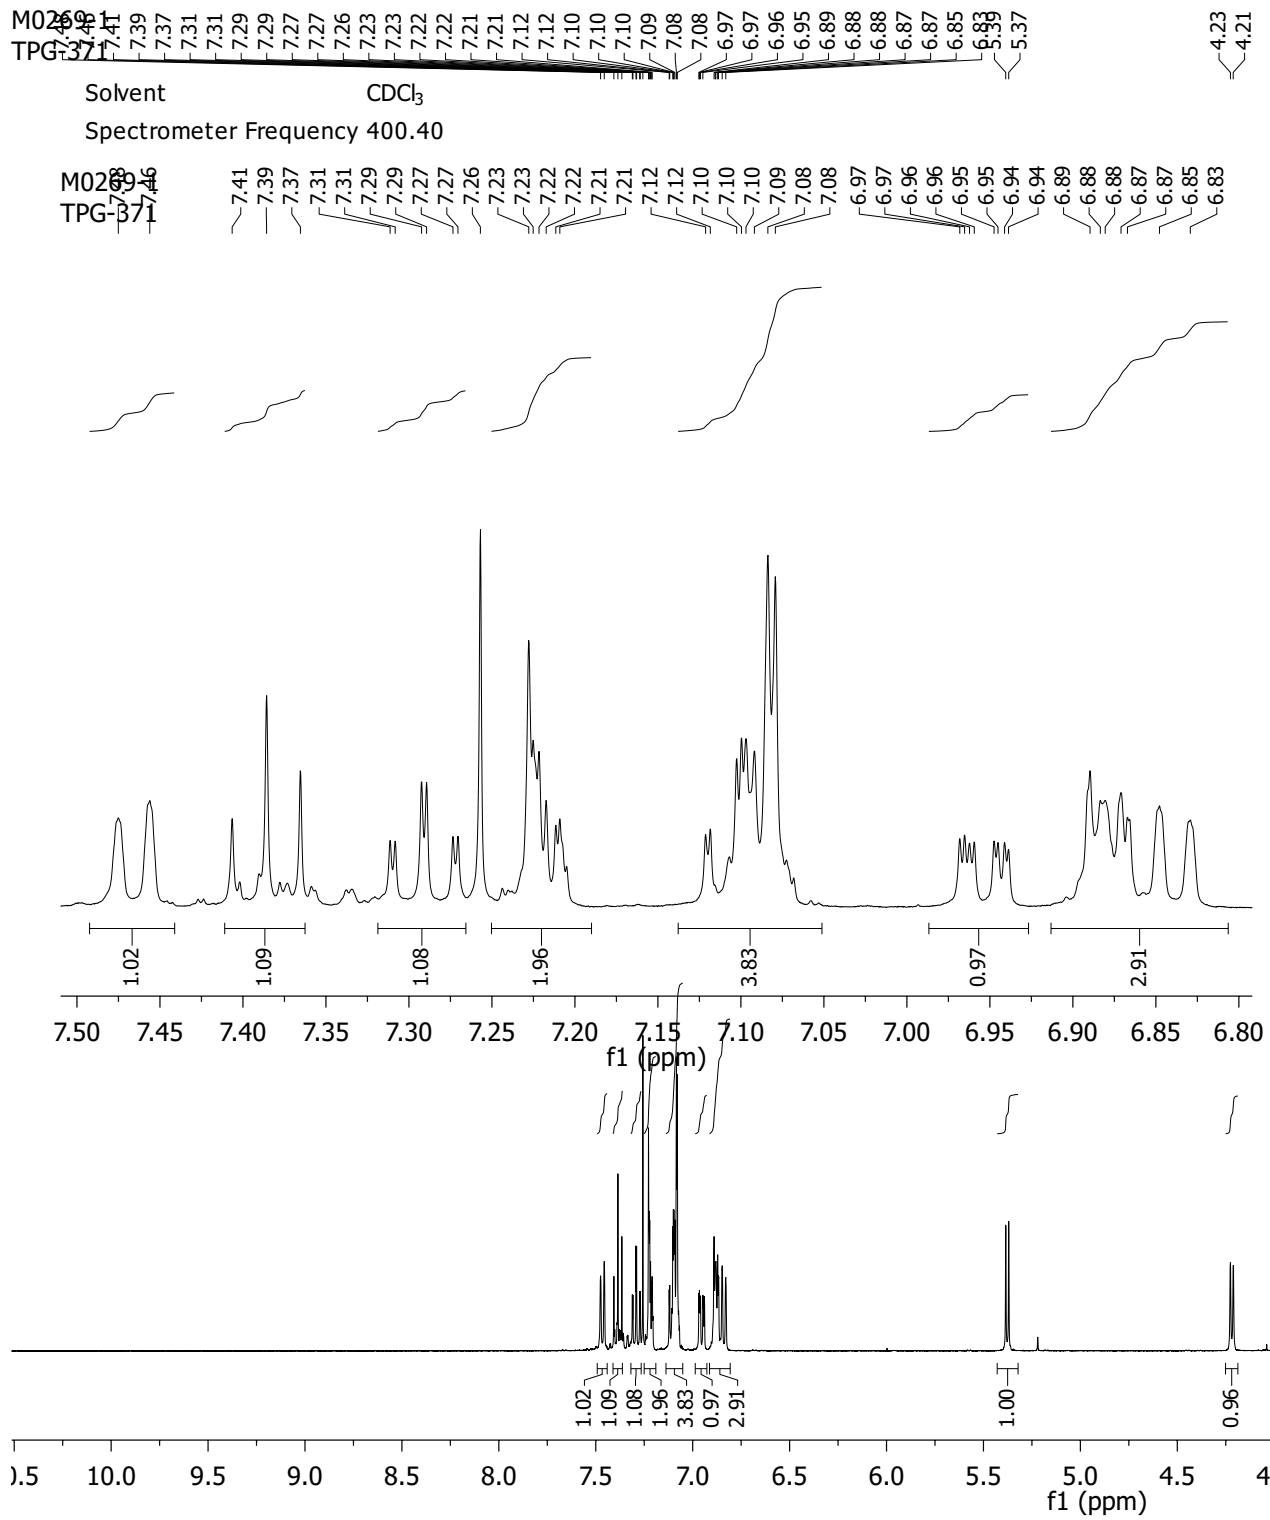 M0269-1
TPG-371
7.41 7.39 7.37 7.31 7.31 7.29 7.29 7.27 7.27 7.26 7.23 7.23 7.22 7.22 7.21 7.21 7.12 7.12 7.10 7.10 7.10 7.09 7.08 7.08 6.97 6.97 6.96 6.95 6.89 6.88 6.88 6.87 6.87 6.85 6.83 5.39 5.37 4.23 4.21
Solvent CDCl₃
Spectrometer Frequency 400.40
M0269-1
TPG-371
7.48 7.46 7.41 7.39 7.37 7.31 7.31 7.29 7.29 7.27 7.27 7.26 7.23 7.23 7.22 7.22 7.21 7.21 7.12 7.12 7.10 7.10 7.10 7.09 7.08 7.08 6.97 6.97 6.96 6.96 6.95 6.95 6.94 6.94 6.89 6.88 6.88 6.87 6.87 6.85 6.83
1.02 1.09 1.08 1.96 3.83 0.97 2.91
7.50 7.45 7.40 7.35 7.30 7.25 7.20 7.15 7.10 7.05 7.00 6.95 6.90 6.85 6.80
f1 (ppm)
1.02 1.09 1.08 1.96 3.83 0.97 2.91 1.00 0.96
10.0 9.5 9.0 8.5 8.0 7.5 7.0 6.5 6.0 5.5 5.0 4.5
f1 (ppm)